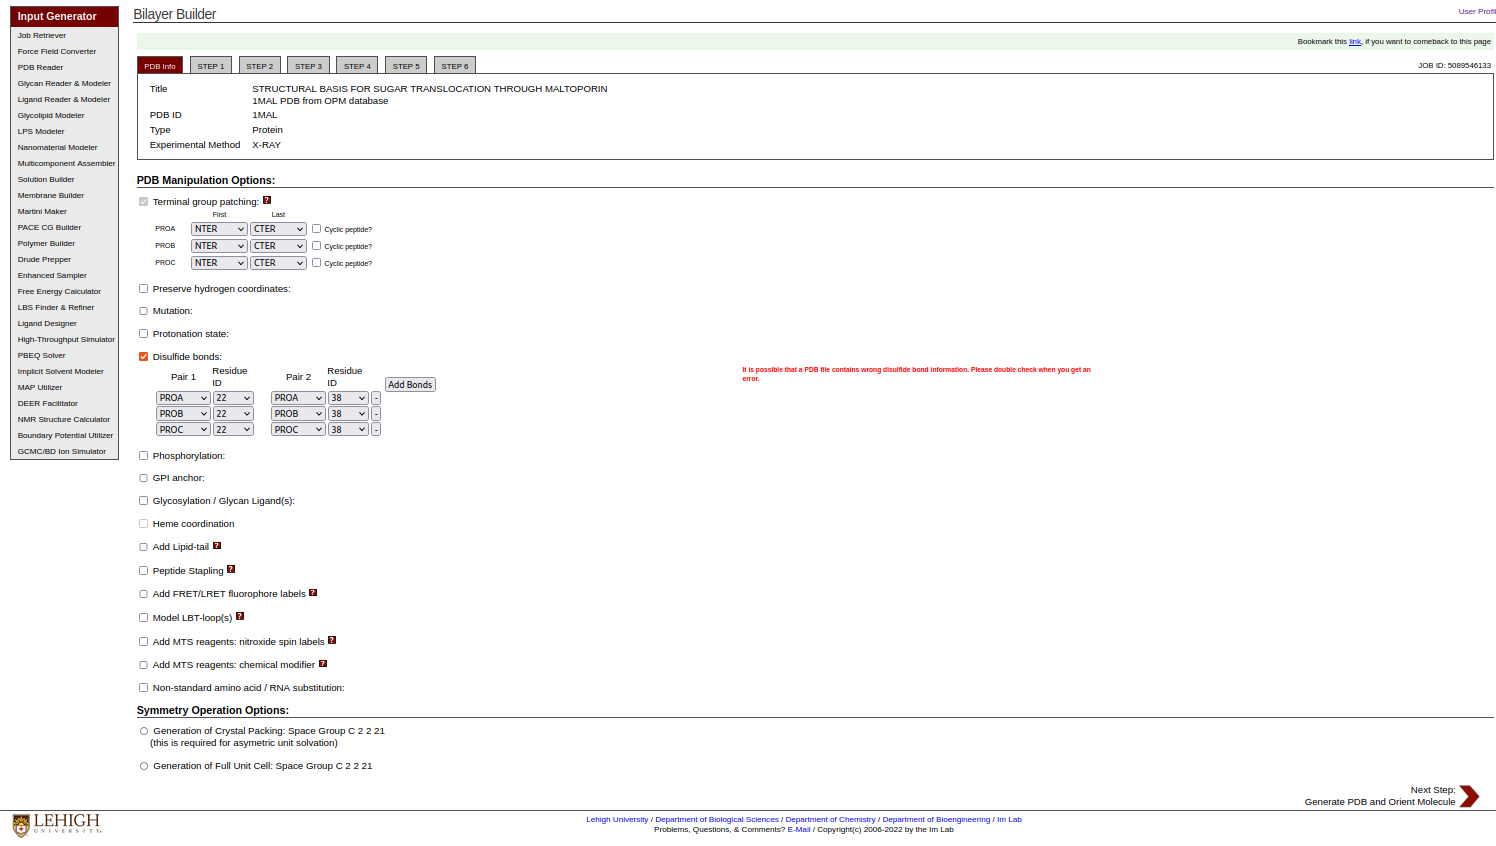 Input Generator
Job Retriever
Force Field Converter
PDB Reader
Glycan Reader & Modeler
Ligand Reader & Modeler
Glycolipid Modeler
LPS Modeler
Nanomaterial Modeler
Multicomponent Assembler
Solution Builder
Membrane Builder
Martini Maker
PACE CG Builder
Polymer Builder
Drude Prepper
Enhanced Sampler
Free Energy Calculator
LBS Finder & Refiner
Ligand Designer
High-Throughput Simulator
PBEQ Solver
Implicit Solvent Modeler
MAP Utilizer
DEER Facilitator
NMR Structure Calculator
Boundary Potential Utilizer
GCMC/BD Ion Simulator
Bilayer Builder
User Profil
Bookmark this link, if you want to comeback to this page
PDB Info STEP 1 STEP 2 STEP 3 STEP 4 STEP 5 STEP 6
JOB ID: 5089546133
Title STRUCTURAL BASIS FOR SUGAR TRANSLOCATION THROUGH MALTOPORIN
1MAL PDB from OPM database
PDB ID 1MAL
Type Protein
Experimental Method X-RAY
PDB Manipulation Options:
Terminal group patching: ?
First Last
PROA NTER CTER Cyclic peptide?
PROB NTER CTER Cyclic peptide?
PROC NTER CTER Cyclic peptide?
Preserve hydrogen coordinates:
Mutation:
Protonation state:
Disulfide bonds:
Pair 1 Residue ID Pair 2 Residue ID Add Bonds
PROA 22 PROA 38 -
PROB 22 PROB 38 -
PROC 22 PROC 38 -
It is possible that a PDB file contains wrong disulfide bond information. Please double check when you get an
error.
Phosphorylation:
GPI anchor:
Glycosylation / Glycan Ligand(s):
Heme coordination
Add Lipid-tail ?
Peptide Stapling ?
Add FRET/LRET fluorophore labels ?
Model LBT-loop(s) ?
Add MTS reagents: nitroxide spin labels ?
Add MTS reagents: chemical modifier ?
Non-standard amino acid / RNA substitution:
Symmetry Operation Options:
Generation of Crystal Packing: Space Group C 2 2 21
(this is required for asymetric unit solvation)
Generation of Full Unit Cell: Space Group C 2 2 21
Next Step:
Generate PDB and Orient Molecule
LEHIGH
UNIVERSITY
Lehigh University / Department of Biological Sciences / Department of Chemistry / Department of Bioengineering / Im Lab
Problems, Questions, & Comments? E-Mail / Copyright(c) 2006-2022 by the Im Lab